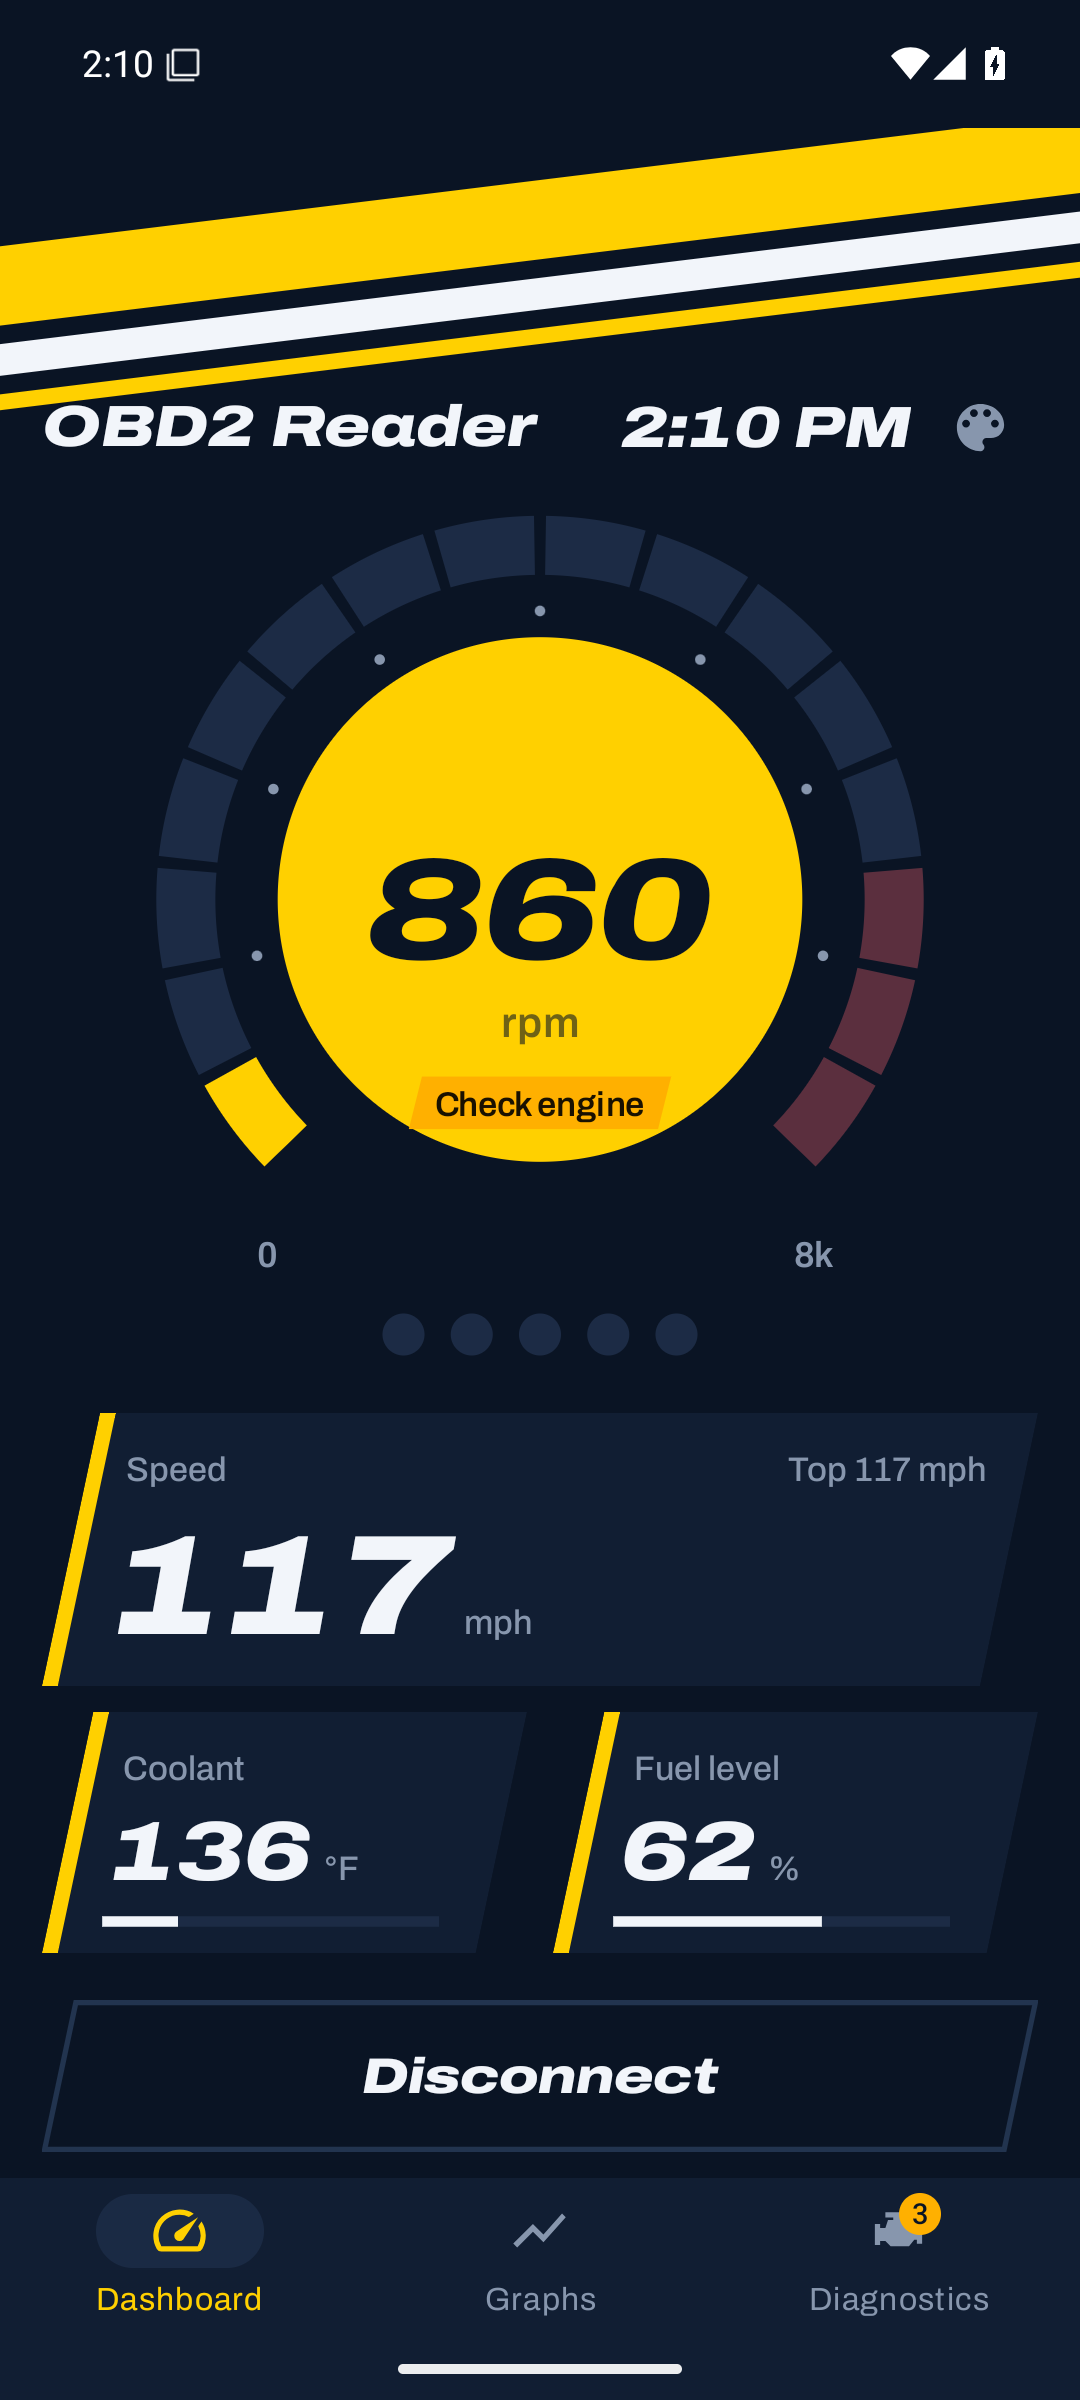 2:10
OBD2 Reader 2:10 PM
860
rpm
Check engine
0 8k
Speed Top 117 mph
117 mph
Coolant Fuel level
136 °F 62 %
Disconnect
3
Dashboard Graphs Diagnostics